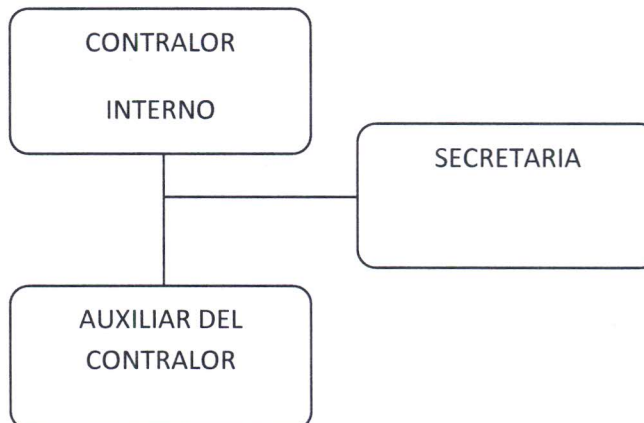 CONTRALOR
INTERNO
SECRETARIA
AUXILIAR DEL
CONTRALOR